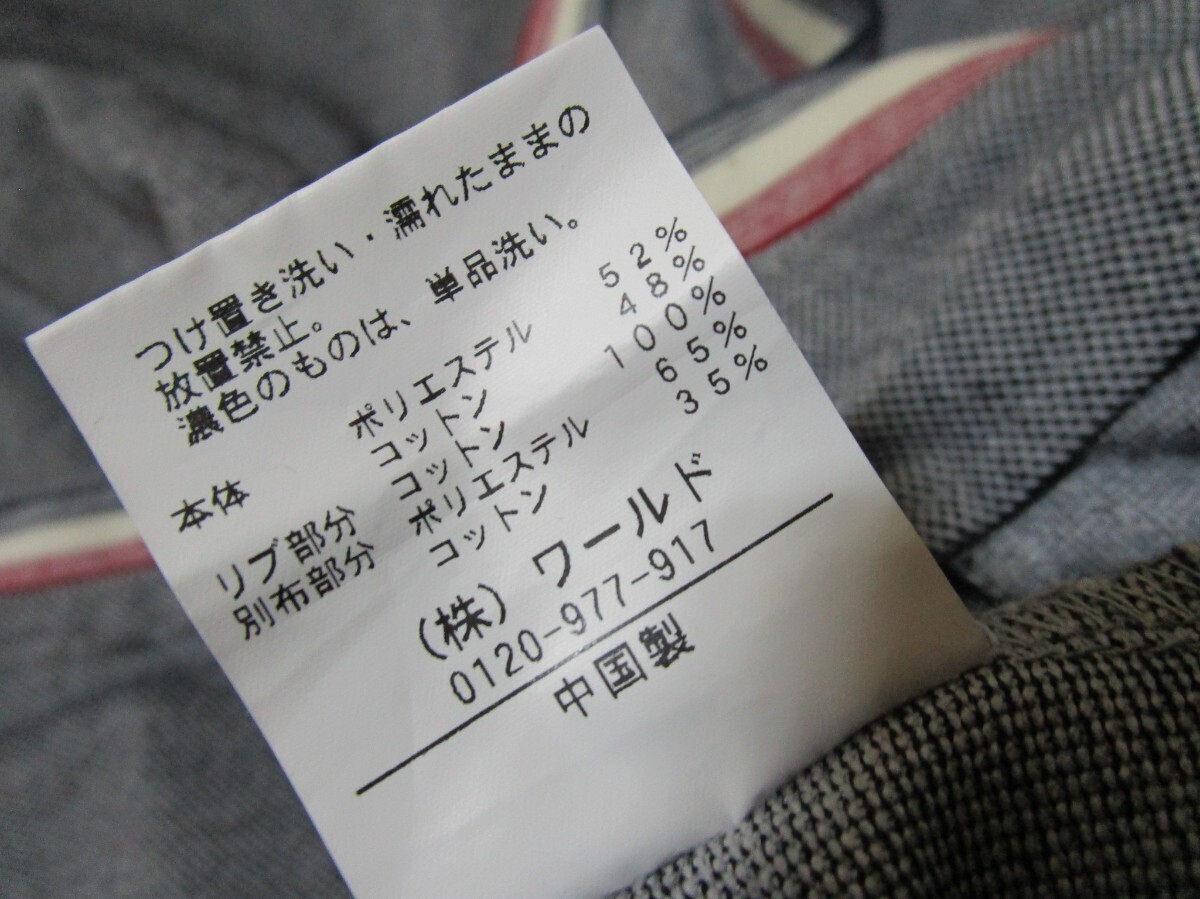 つけ置き洗い・濡れたままの
放置禁止。
濃色のものは、単品洗い。
本体 ポリエステル 52%
コットン 48%
リブ部分 コットン 100%
別布部分 ポリエステル 65%
コットン 35%
(株) ワールド
0120-977-917
中国製